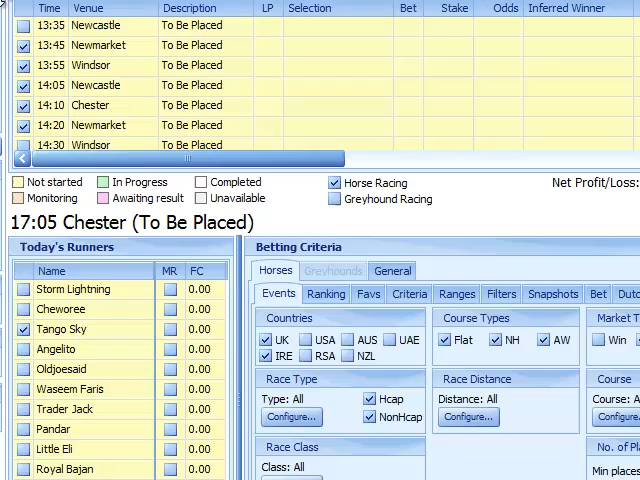 Time Venue Description LP Selection Bet Stake Odds Inferred Winner
13:35 Newcastle To Be Placed
13:45 Newmarket To Be Placed
13:55 Windsor To Be Placed
14:05 Newcastle To Be Placed
14:10 Chester To Be Placed
14:20 Newmarket To Be Placed
14:30 Windsor To Be Placed
Not started In Progress Completed Horse Racing Net Profit/Loss:
Monitoring Awaiting result Unavailable Greyhound Racing
17:05 Chester (To Be Placed)
Today's Runners Betting Criteria
Name MR FC Horses Greyhounds General
Storm Lightning 0.00 Events Ranking Favs Criteria Ranges Filters Snapshots Bet Dutc
Cheworee 0.00 Countries Course Types Market T
Tango Sky 0.00 UK USA AUS UAE Flat NH AW Win
Angelito 0.00 IRE RSA NZL
Oldjoesaid 0.00 Race Type Race Distance Course
Waseem Faris 0.00 Type: All Hcap Distance: All Course: A
Trader Jack 0.00 Configure... NonHcap Configure... Configure
Pandar 0.00
Little Eli 0.00 Race Class No. of Pl
Royal Bajan 0.00 Class: All Min places